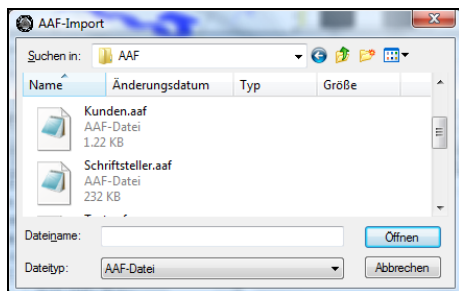 AAF-Import
Suchen in: AAF
Name Änderungsdatum Typ Größe
Kunden.aaf
AAF-Datei
1.22 KB
Schriftsteller.aaf
AAF-Datei
232 KB
Dateiname: Öffnen
Dateityp: AAF-Datei Abbrechen